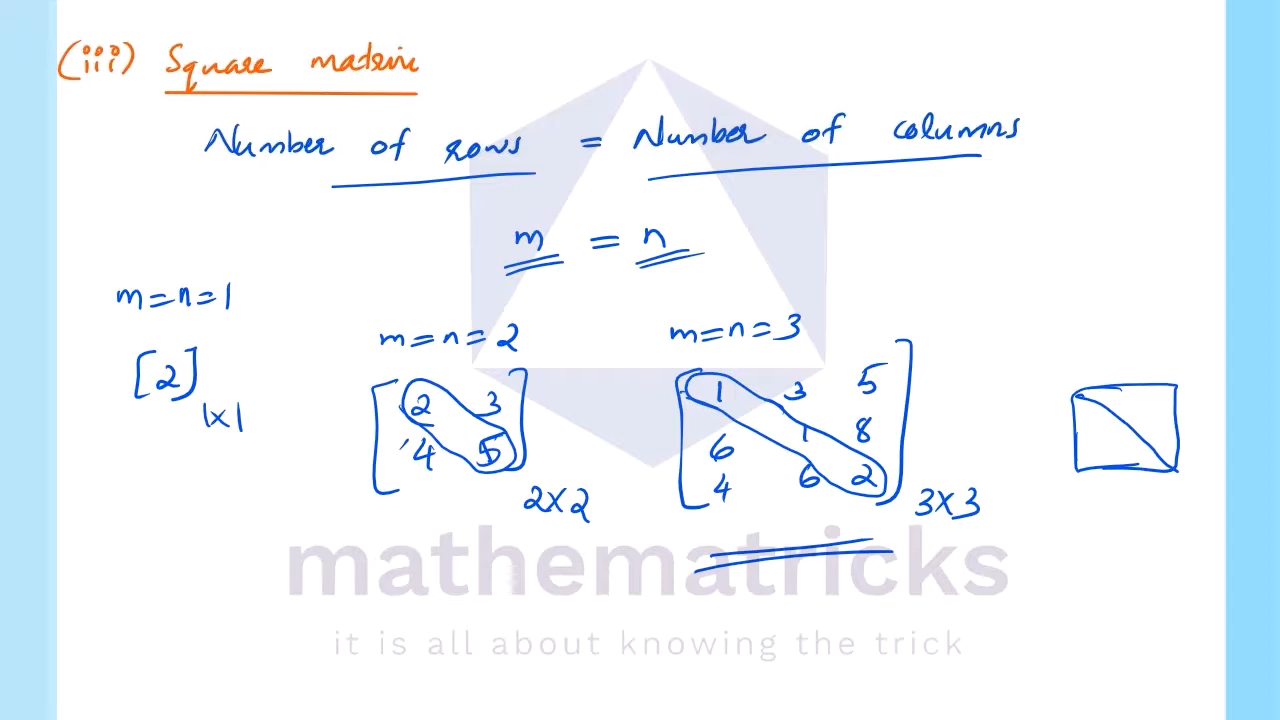 (iii) Square matrix
Number of rows = Number of columns
m = n
m=n=1
[2] 1x1
m=n=2
[2 3
4 5] 2x2
m=n=3
[1 3 5
6 1 8
4 6 2] 3x3
mathematricks
it is all about knowing the trick